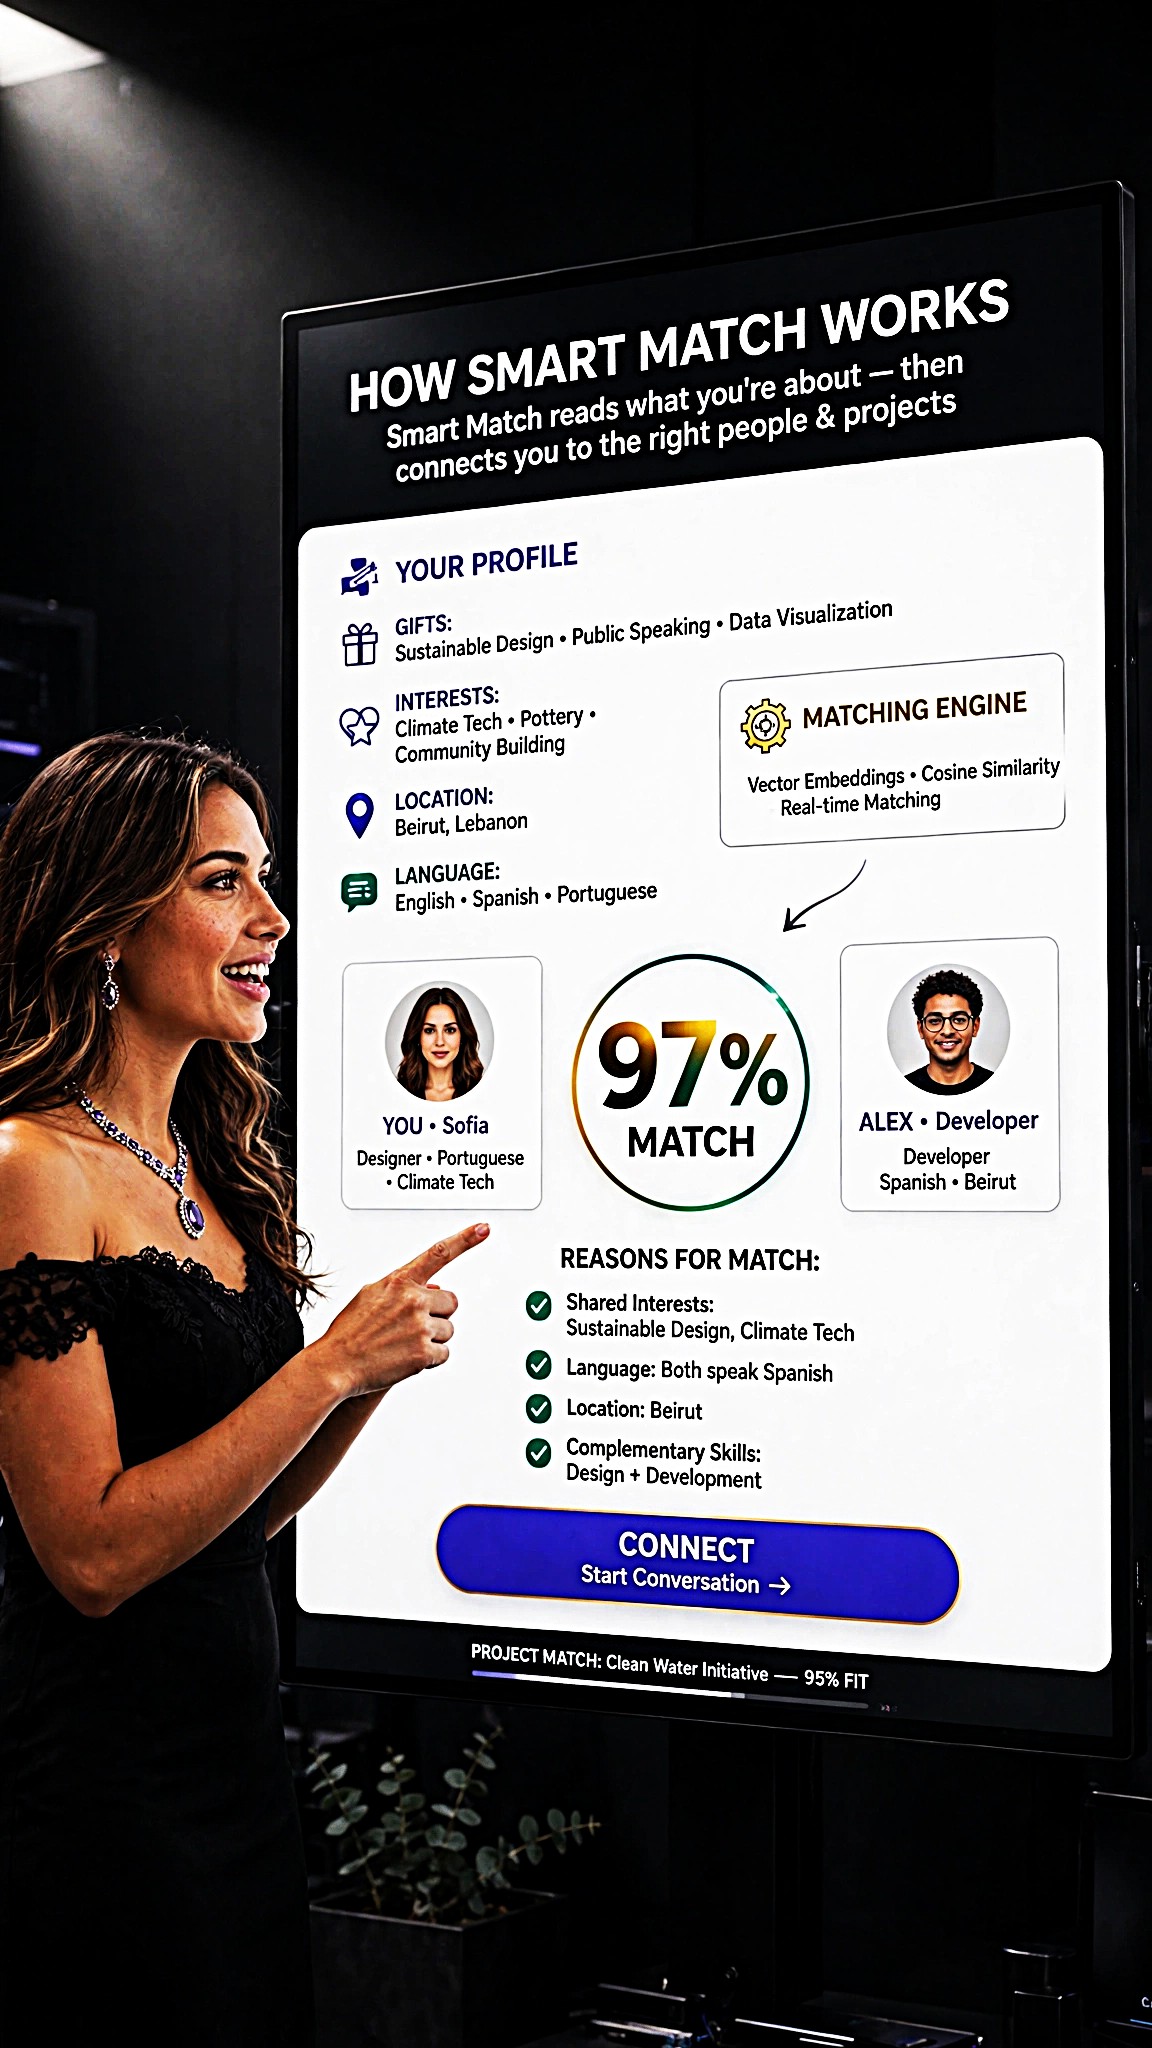 HOW SMART MATCH WORKS
Smart Match reads what you're about — then
connects you to the right people & projects
YOUR PROFILE
GIFTS:
Sustainable Design • Public Speaking • Data Visualization
INTERESTS:
Climate Tech • Pottery •
Community Building
LOCATION:
Beirut, Lebanon
LANGUAGE:
English • Spanish • Portuguese
MATCHING ENGINE
Vector Embeddings • Cosine Similarity
Real-time Matching
YOU • Sofia
Designer • Portuguese
• Climate Tech
97%
MATCH
ALEX • Developer
Developer
Spanish • Beirut
REASONS FOR MATCH:
Shared Interests:
Sustainable Design, Climate Tech
Language: Both speak Spanish
Location: Beirut
Complementary Skills:
Design + Development
CONNECT
Start Conversation →
PROJECT MATCH: Clean Water Initiative — 95% FIT